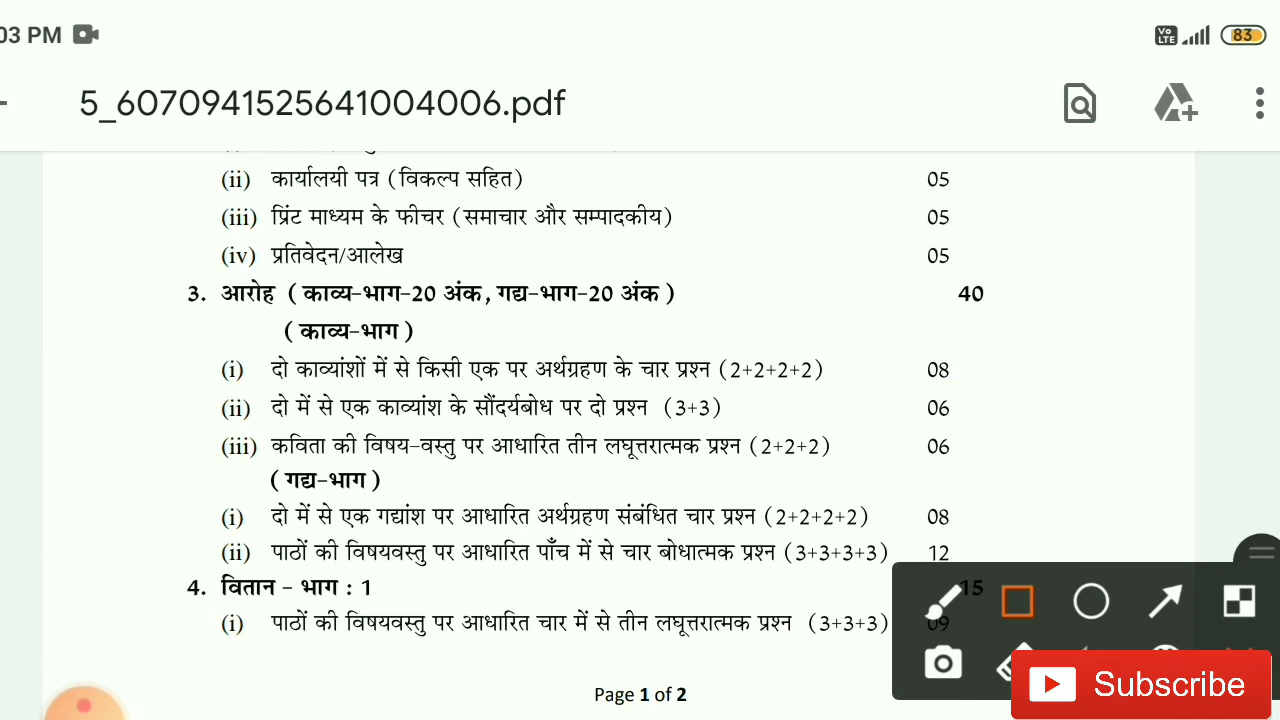 03 PM Vo LTE 83
5_6070941525641004006.pdf
(ii) कार्यालयी पत्र (विकल्प सहित) 05
(iii) प्रिंट माध्यम के फीचर (समाचार और सम्पादकीय) 05
(iv) प्रतिवेदन/आलेख 05
3. आरोह (काव्य-भाग-20 अंक, गद्य-भाग-20 अंक) 40
(काव्य-भाग)
(i) दो काव्यांशों में से किसी एक पर अर्थग्रहण के चार प्रश्न (2+2+2+2) 08
(ii) दो में से एक काव्यांश के सौंदर्यबोध पर दो प्रश्न (3+3) 06
(iii) कविता की विषय-वस्तु पर आधारित तीन लघूत्तरात्मक प्रश्न (2+2+2) 06
(गद्य-भाग)
(i) दो में से एक गद्यांश पर आधारित अर्थग्रहण संबंधित चार प्रश्न (2+2+2+2) 08
(ii) पाठों की विषयवस्तु पर आधारित पाँच में से चार बोधात्मक प्रश्न (3+3+3+3) 12
4. वितान - भाग : 1 15
(i) पाठों की विषयवस्तु पर आधारित चार में से तीन लघूत्तरात्मक प्रश्न (3+3+3) 09
Page 1 of 2
Subscribe